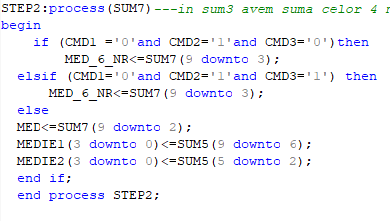 STEP2:process(SUM7)---in sum3 avem suma celor 4
begin
if (CMD1 ='0'and CMD2='1'and CMD3='0')then
MED_6_NR<=SUM7(9 downto 3);
elsif (CMD1='0'and CMD2='1'and CMD3='1') then
MED_6_NR<=SUM7(9 downto 3);
else
MED<=SUM7(9 downto 2);
MEDIE1(3 downto 0)<=SUM5(9 downto 6);
MEDIE2(3 downto 0)<=SUM5(5 downto 2);
end if;
end process STEP2;